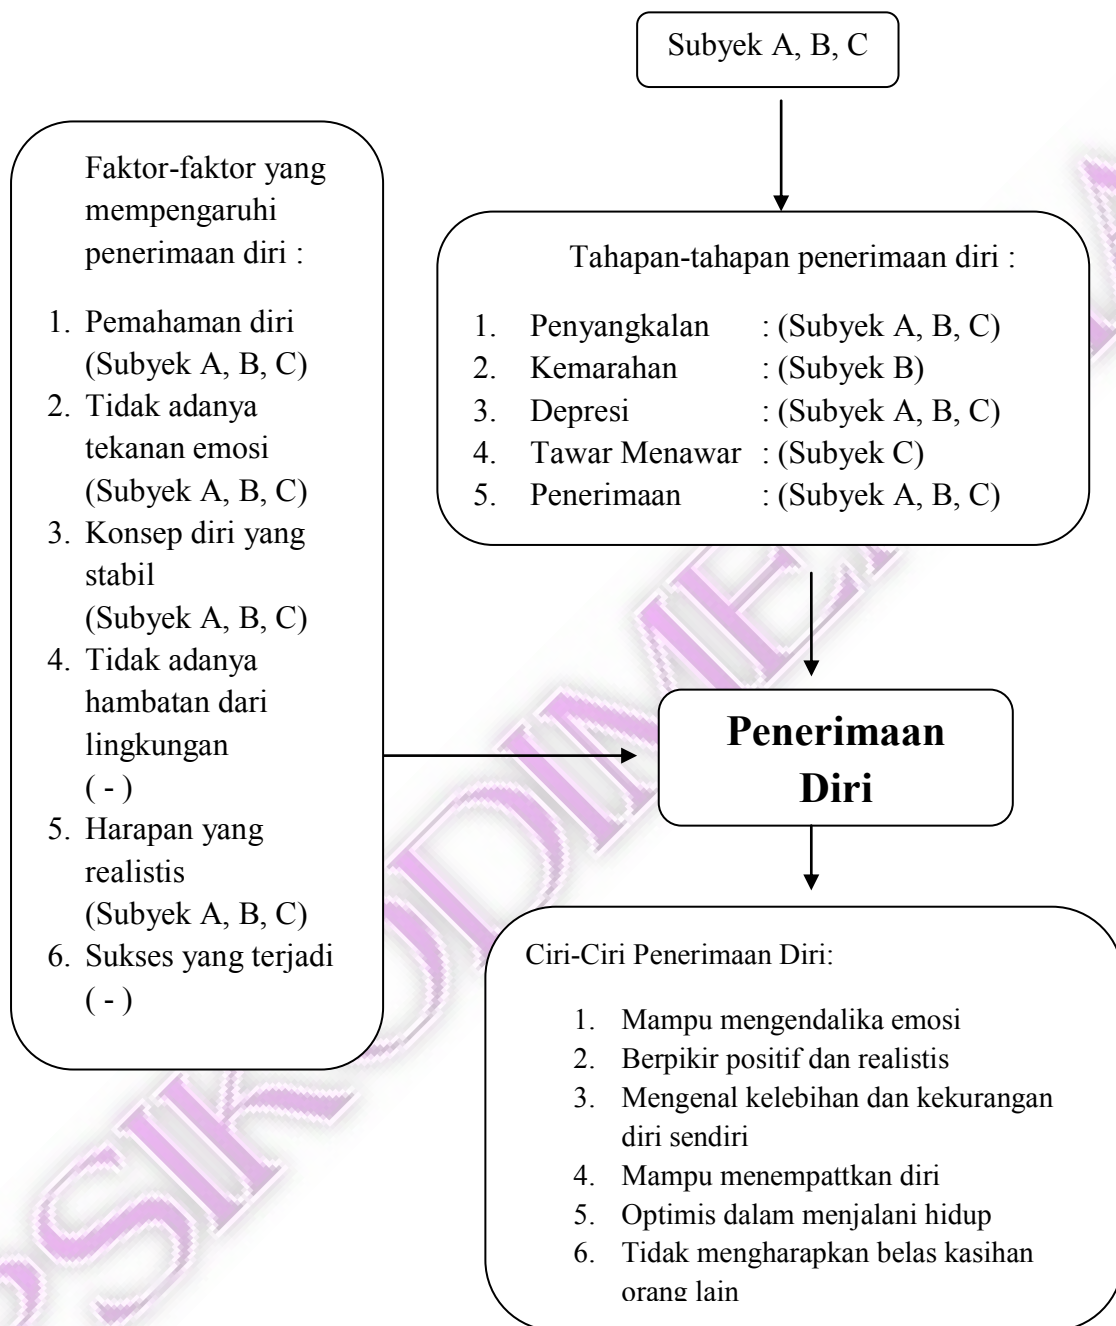 Subyek A, B, C
Faktor-faktor yang
mempengaruhi
penerimaan diri :
1. Pemahaman diri
(Subyek A, B, C)
2. Tidak adanya
tekanan emosi
(Subyek A, B, C)
3. Konsep diri yang
stabil
(Subyek A, B, C)
4. Tidak adanya
hambatan dari
lingkungan
( - )
5. Harapan yang
realistis
(Subyek A, B, C)
6. Sukses yang terjadi
( - )
Tahapan-tahapan penerimaan diri :
1. Penyangkalan : (Subyek A, B, C)
2. Kemarahan : (Subyek B)
3. Depresi : (Subyek A, B, C)
4. Tawar Menawar : (Subyek C)
5. Penerimaan : (Subyek A, B, C)
Penerimaan
Diri
Ciri-Ciri Penerimaan Diri:
1. Mampu mengendalika emosi
2. Berpikir positif dan realistis
3. Mengenal kelebihan dan kekurangan
diri sendiri
4. Mampu menempattkan diri
5. Optimis dalam menjalani hidup
6. Tidak mengharapkan belas kasihan
orang lain